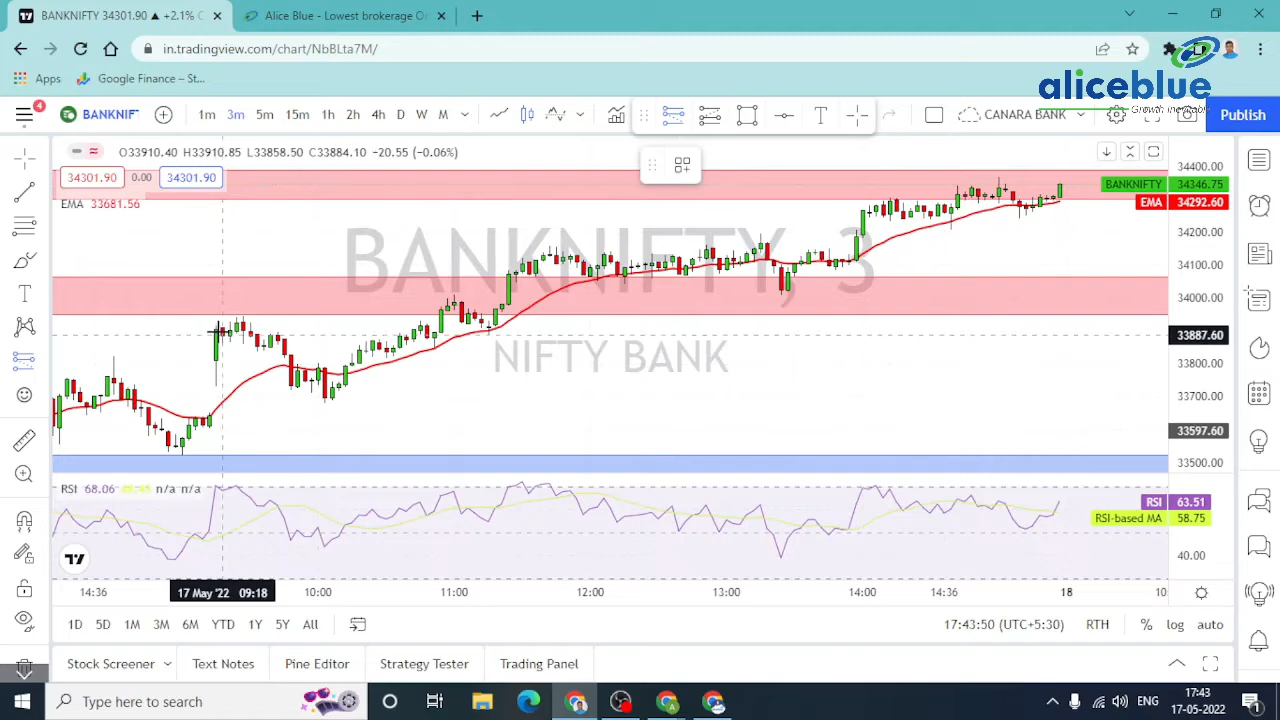 BANKNIFTY 34301.90 ▲ +2.1% C
Alice Blue - Lowest brokerage O
in.tradingview.com/chart/NbBLta7M/
Apps Google Finance – St...
aliceblue
4 BANKNIF 1m 3m 5m 15m 1h 2h 4h D W M CANARA BANK Publish
O33910.40 H33910.85 L33858.50 C33884.10 -20.55 (-0.06%)
34301.90 0.00 34301.90
EMA 33681.56
34400.00
BANKNIFTY 34346.75
EMA 34292.60
34200.00
34100.00
34000.00
33887.60
33800.00
33700.00
33597.60
33500.00
BANKNIFTY, 3
NIFTY BANK
RSI 68.06 n/a n/a
RSI 63.51
RSI-based MA 58.75
40.00
14:36 17 May '22 09:18 10:00 11:00 12:00 13:00 14:00 14:36 18 10:
1D 5D 1M 3M 6M YTD 1Y 5Y All 17:43:50 (UTC+5:30) RTH % log auto
Stock Screener Text Notes Pine Editor Strategy Tester Trading Panel
Type here to search ENG 17:43
17-05-2022 1